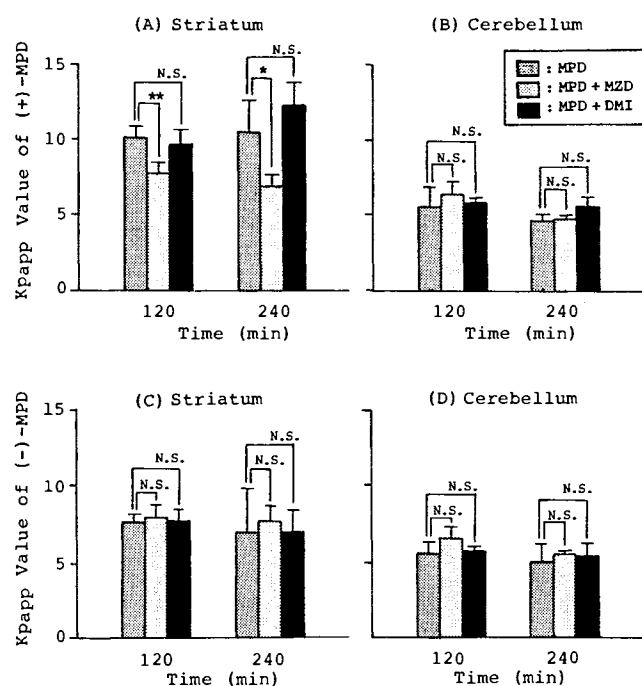 (A) Striatum
(B) Cerebellum
: MPD
: MPD + MZD
: MPD + DMI
Kpapp Value of (+)-MPD
15
10
5
0
N.S.
**
N.S.
*
N.S.
N.S.
N.S.
N.S.
120
240
Time (min)
120
240
Time (min)
(C) Striatum
(D) Cerebellum
Kpapp Value of (-)-MPD
15
10
5
0
N.S.
N.S.
N.S.
N.S.
N.S.
N.S.
N.S.
N.S.
120
240
Time (min)
120
240
Time (min)